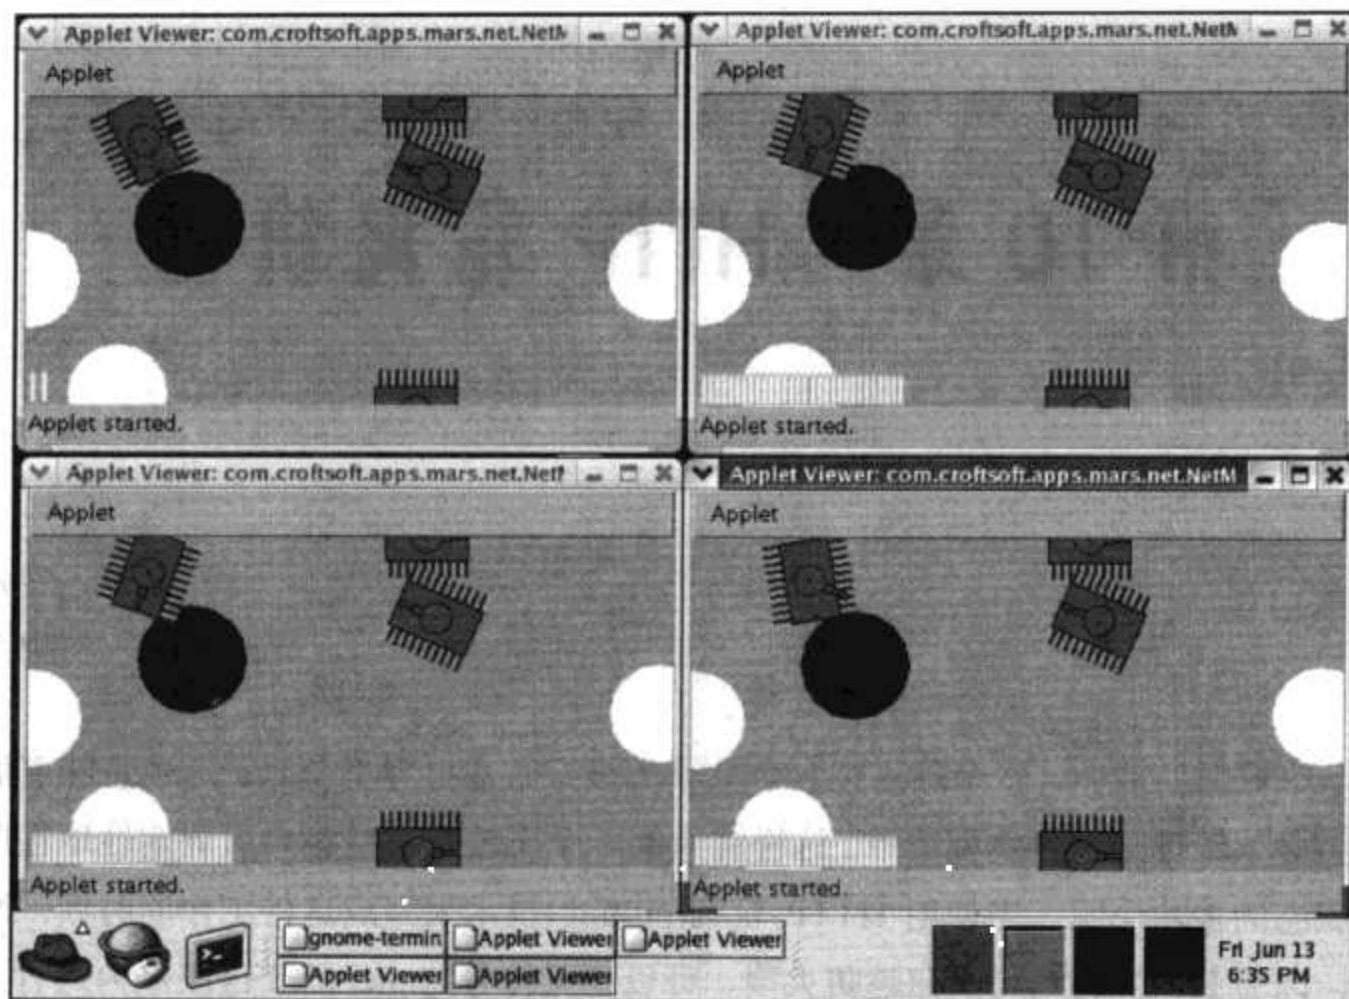 Applet Viewer: com.croftsoft.apps.mars.net.NetM
Applet
Applet started.
Applet Viewer: com.croftsoft.apps.mars.net.NetM
Applet
Applet started.
Applet Viewer: com.croftsoft.apps.mars.net.NetM
Applet
Applet started.
Applet Viewer: com.croftsoft.apps.mars.net.NetM
Applet
Applet started.
gnome-termin
Applet Viewer
Applet Viewer
Applet Viewer
Applet Viewer
Fri Jun 13
6:35 PM